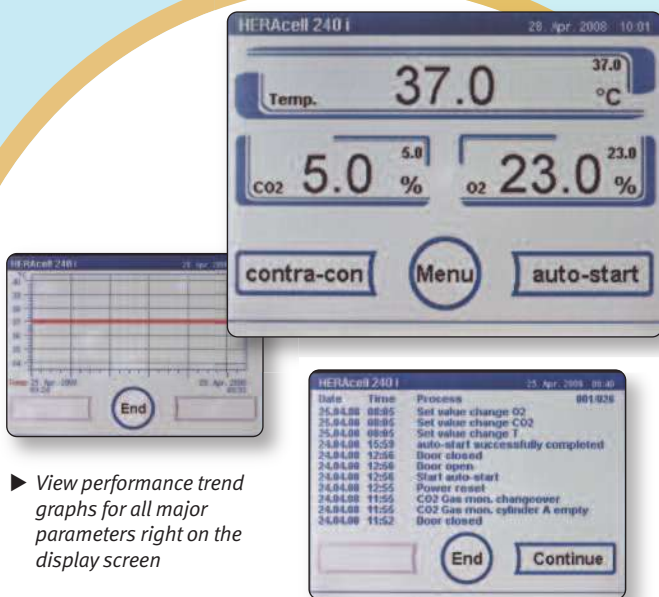 HERAcell 240 i 28. Apr. 2008 10:01
37.0
Temp. 37.0 °C
5.0 23.0
CO2 5.0 % O2 23.0 %
contra-con Menu auto-start
HERAcell 240 i
End
▶ View performance trend
graphs for all major
parameters right on the
display screen
HERAcell 240 i 25. Apr. 2008
Date Time Process 001/026
25.04.08 08:05 Set value change O2
25.04.08 08:05 Set value change CO2
25.04.08 08:05 Set value change T
24.04.08 15:59 auto-start successfully completed
24.04.08 12:56 Door closed
24.04.08 12:56 Door open
24.04.08 12:56 Start auto-start
24.04.08 12:55 Power reset
24.04.08 11:55 CO2 Gas mon. changeover
24.04.08 11:55 CO2 Gas mon. cylinder A empty
24.04.08 11:52 Door closed
End Continue